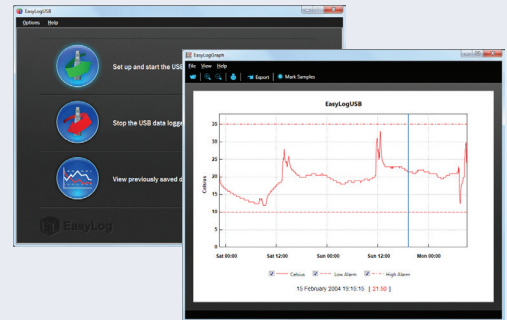 EasyLogUSB
Options Help
Set up and start the USB
Stop the USB data logge
View previously saved d
EasyLog
EasyLogGraph
File View Help
Export Mark Samples
EasyLogUSB
Celsius
35
30
25
20
15
10
5
0
Sat 00:00 Sat 12:00 Sun 00:00 Sun 12:00 Mon 00:00
Celsius Low Alarm High Alarm
15 February 2004 19:15:15 [ 21.50 ]